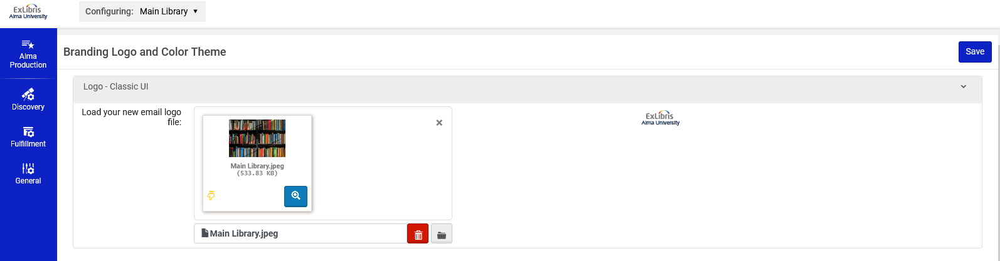 ExLibris
Alma University
Configuring: Main Library
Alma
Production
Discovery
Fulfillment
General
Branding Logo and Color Theme
Save
Logo - Classic UI
Load your new email logo
file:
Main Library.jpeg
(533.83 KB)
Main Library.jpeg
ExLibris
Alma University